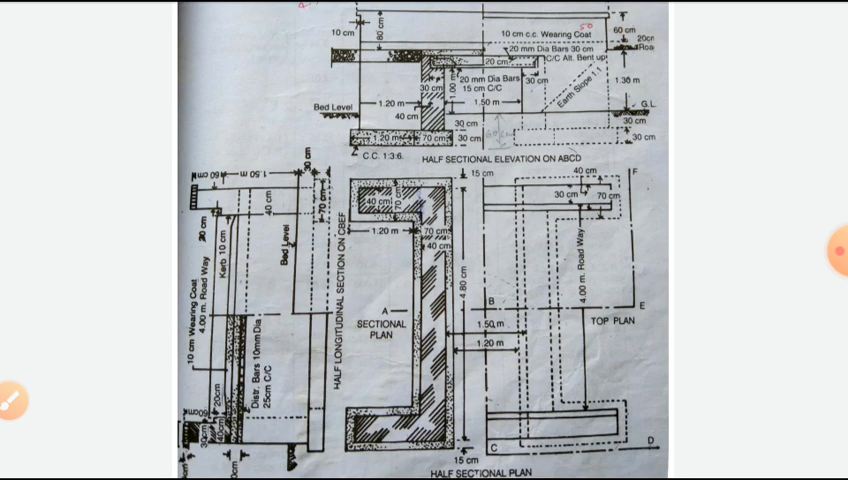 50
10 cm
80 cm
10 cm c.c. Wearing Coat
60 cm
20cm
Roa
20 mm Dia Bars 30 cm
C/C Alt. Bent up
20 cm
20 mm Dia Bars
15 cm C/C
30 cm
30 cm
1.00 m
Earth Slope 1:1
1.36 m
Bed Level
1.20 m
40 cm
1.50 m
G.L.
30 cm
30 cm
1.20 m
70 cm
30 cm
30 cm
C.C. 1:3:6.
HALF SECTIONAL ELEVATION ON ABCD
60 cm
1.50 m
30 cm
40 cm
70 cm
Bed Level
20 cm
Kerb 10 cm
10 cm Wearing Coat
4.00 m. Road Way
Distr. Bars 10mm Dia
25cm C/C
20cm
60cm
30cm
40cm
HALF LONGITUDINAL SECTION ON CBEF
15 cm
40 cm
70 cm
1.20 m
70 cm
40 cm
4.80 cm
A
SECTIONAL
PLAN
1.50 m
1.20 m
15 cm
40 cm
30 cm
70 cm
4.00 m. Road Way
F
B
E
TOP PLAN
C
D
HALF SECTIONAL PLAN